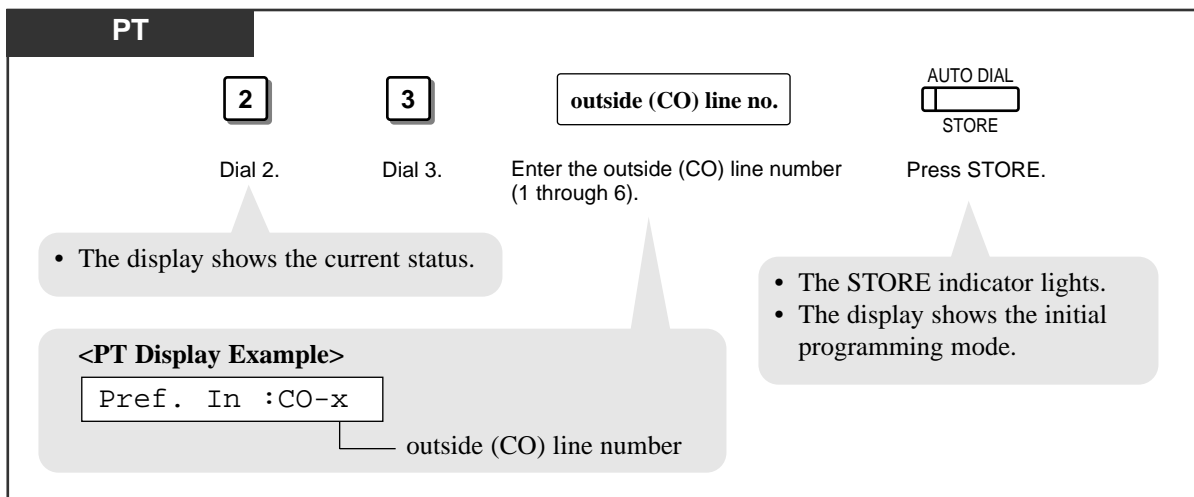 PT
2
3
outside (CO) line no.
AUTO DIAL
STORE
Dial 2.
Dial 3.
Enter the outside (CO) line number
(1 through 6).
Press STORE.
• The display shows the current status.
• The STORE indicator lights.
• The display shows the initial
programming mode.
<PT Display Example>
Pref. In :CO-x
outside (CO) line number